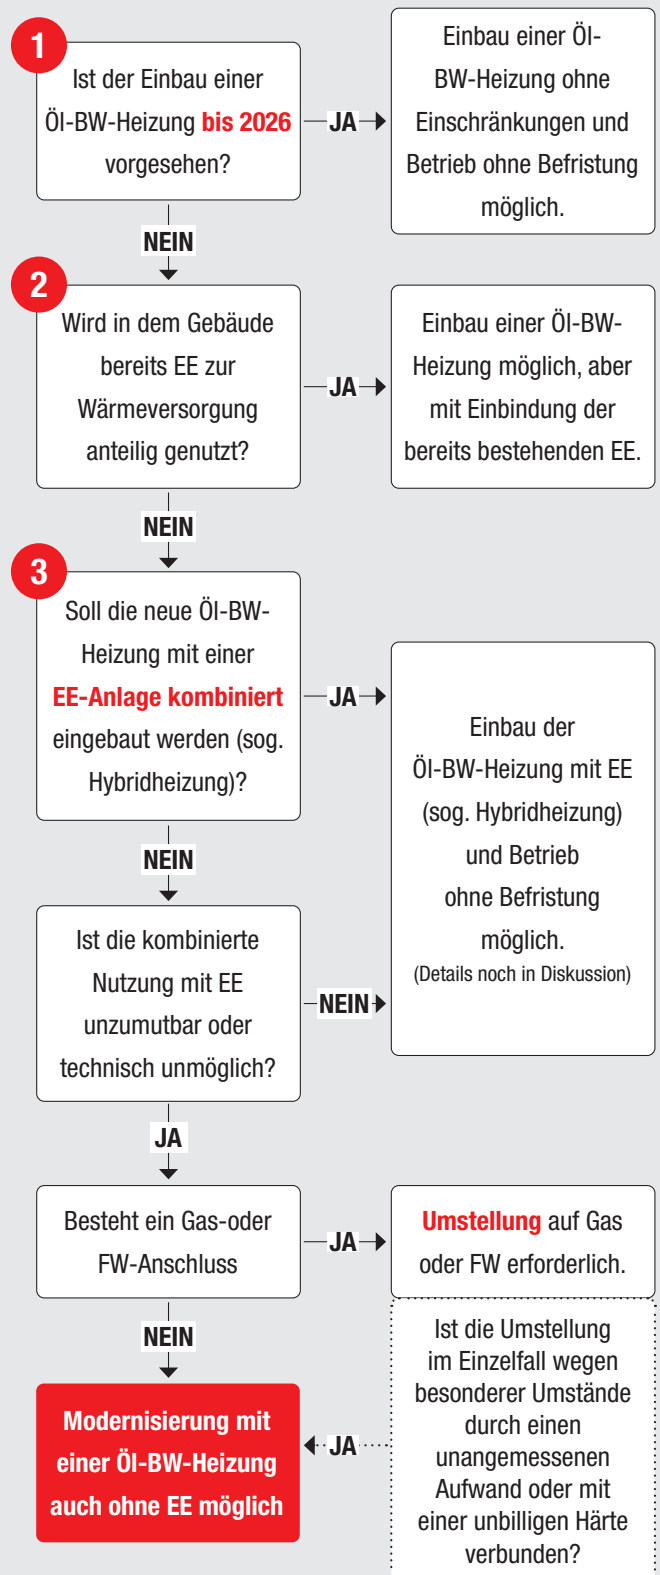 1
Ist der Einbau einer
Öl-BW-Heizung bis 2026
vorgesehen?
JA
Einbau einer Öl-
BW-Heizung ohne
Einschränkungen und
Betrieb ohne Befristung
möglich.
NEIN
2
Wird in dem Gebäude
bereits EE zur
Wärmeversorgung
anteilig genutzt?
JA
Einbau einer Öl-BW-
Heizung möglich, aber
mit Einbindung der
bereits bestehenden EE.
NEIN
3
Soll die neue Öl-BW-
Heizung mit einer
EE-Anlage kombiniert
eingebaut werden (sog.
Hybridheizung)?
JA
Einbau der
Öl-BW-Heizung mit EE
(sog. Hybridheizung)
und Betrieb
ohne Befristung
möglich.
(Details noch in Diskussion)
NEIN
Ist die kombinierte
Nutzung mit EE
unzumutbar oder
technisch unmöglich?
NEIN
JA
Besteht ein Gas-oder
FW-Anschluss
JA
Umstellung auf Gas
oder FW erforderlich.
NEIN
Ist die Umstellung
im Einzelfall wegen
besonderer Umstände
durch einen
unangemessenen
Aufwand oder mit
einer unbilligen Härte
verbunden?
JA
Modernisierung mit
einer Öl-BW-Heizung
auch ohne EE möglich